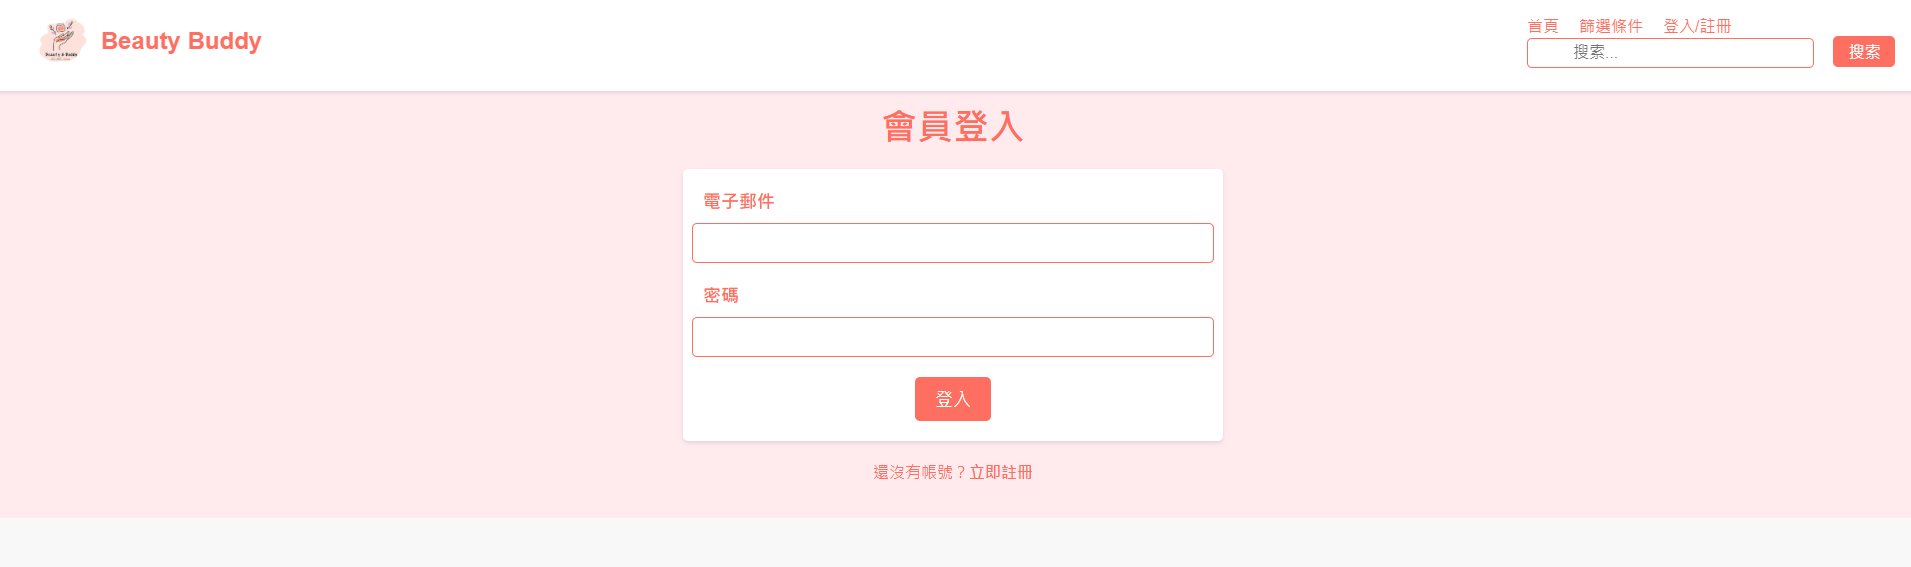 Beauty Buddy
首頁 篩選條件 登入/註冊
搜索... 搜索
會員登入
電子郵件
密碼
登入
還沒有帳號？立即註冊